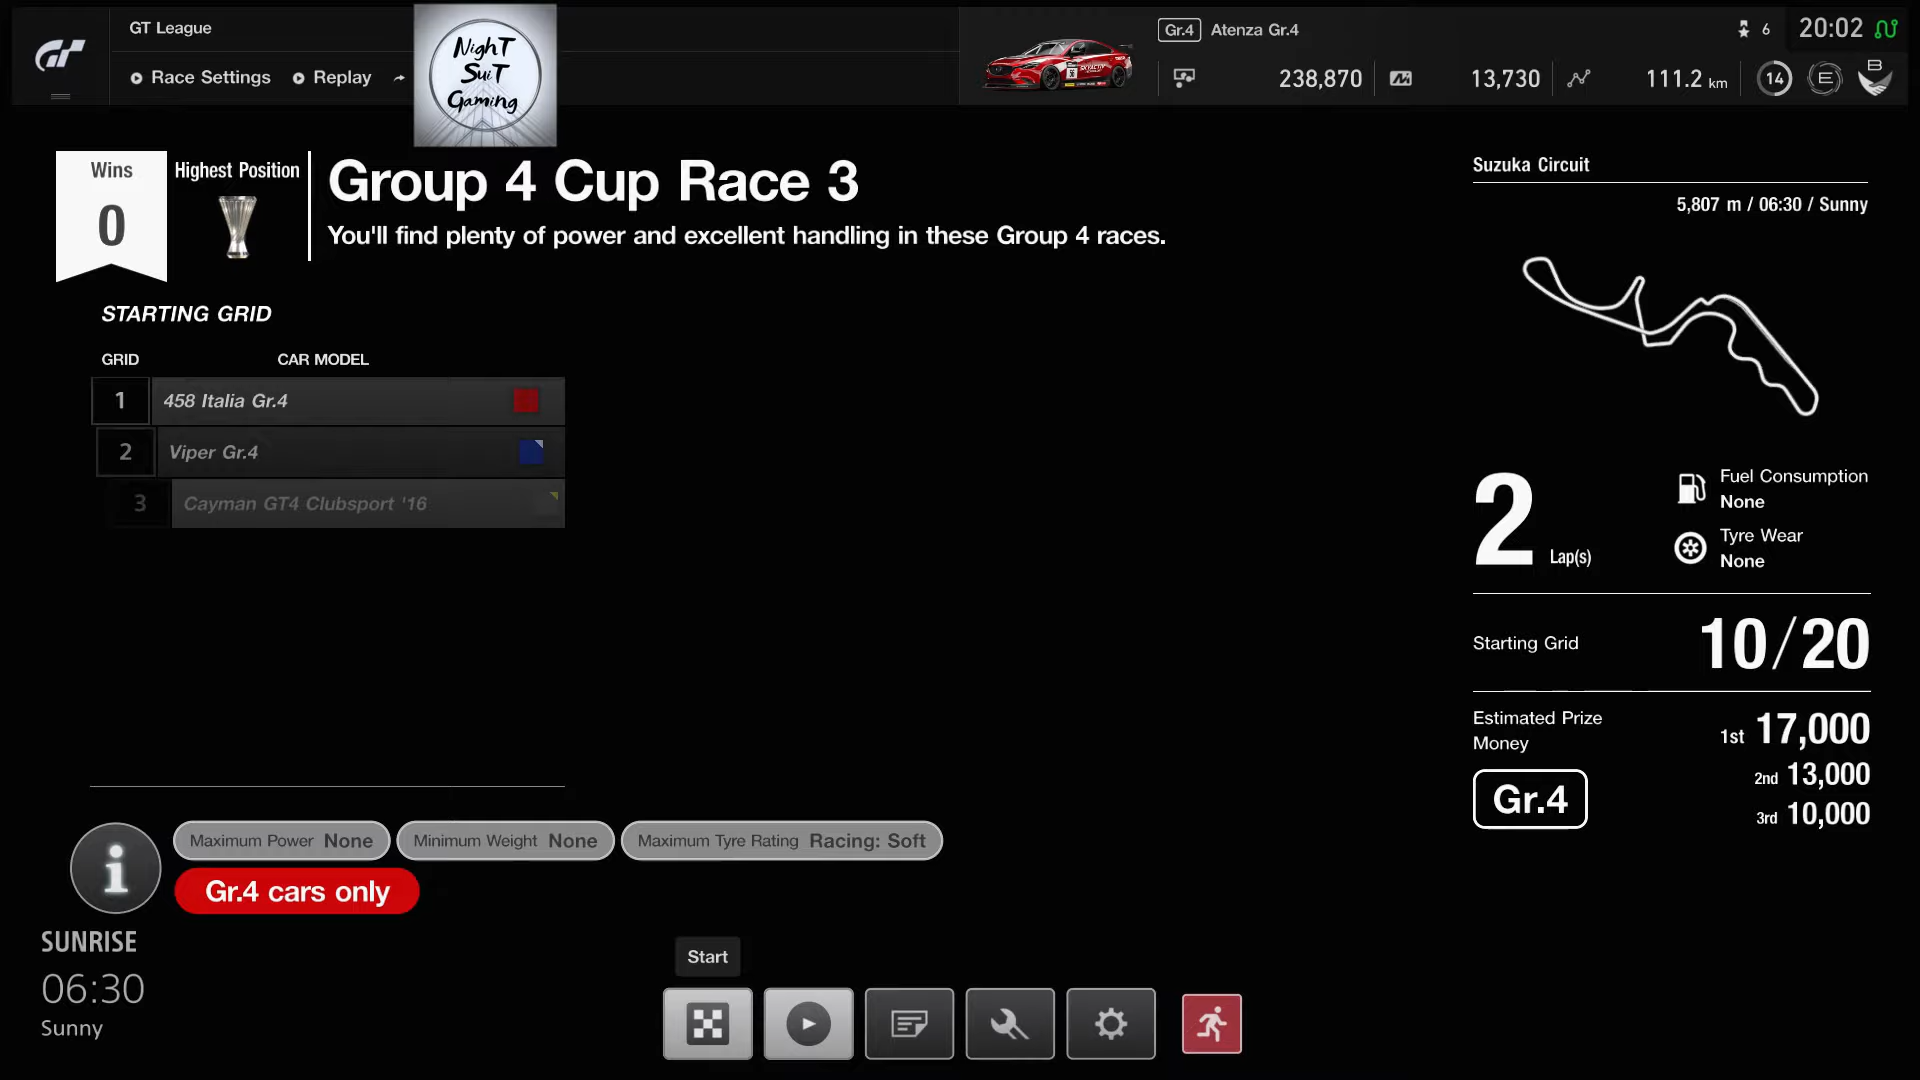 GT League
Race Settings
Replay
NighT
SuiT
Gaming
Gr.4 Atenza Gr.4
6
20:02
238,870
13,730
111.2 km
14
E
B
Wins
0
Highest Position
Group 4 Cup Race 3
You'll find plenty of power and excellent handling in these Group 4 races.
STARTING GRID
GRID CAR MODEL
1 458 Italia Gr.4
2 Viper Gr.4
3 Cayman GT4 Clubsport '16
Suzuka Circuit
5,807 m / 06:30 / Sunny
2 Lap(s)
Fuel Consumption
None
Tyre Wear
None
Starting Grid 10/20
Estimated Prize
Money
Gr.4
1st 17,000
2nd 13,000
3rd 10,000
Maximum Power None
Minimum Weight None
Maximum Tyre Rating Racing: Soft
Gr.4 cars only
SUNRISE
06:30
Sunny
Start